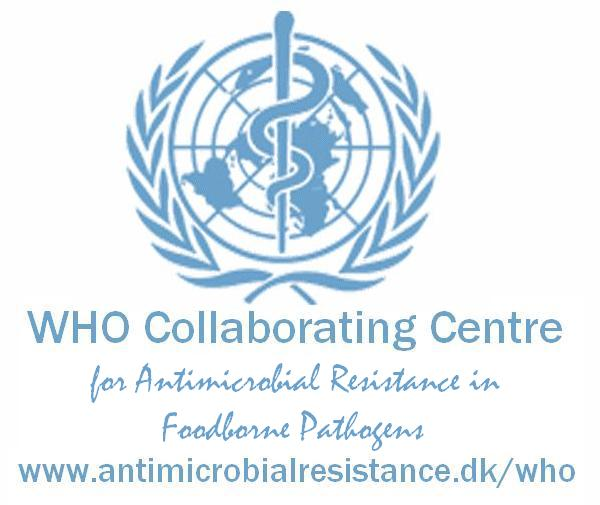 WHO Collaborating Centre
for Antimicrobial Resistance in
Foodborne Pathogens
www.antimicrobialresistance.dk/who